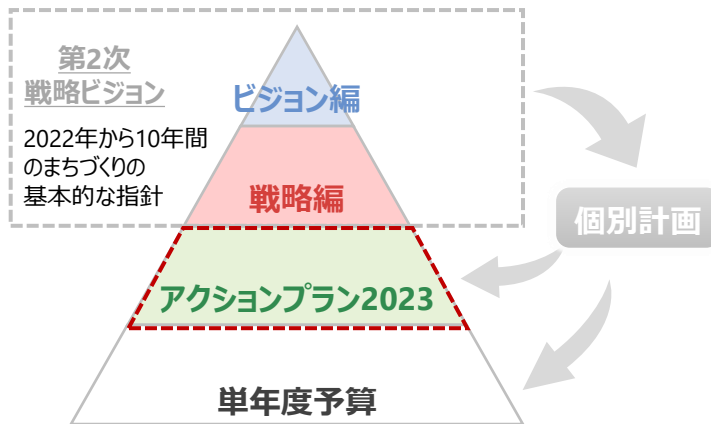 第2次
戦略ビジョン
2022年から10年間
のまちづくりの
基本的な指針
ビジョン編
戦略編
個別計画
アクションプラン2023
単年度予算